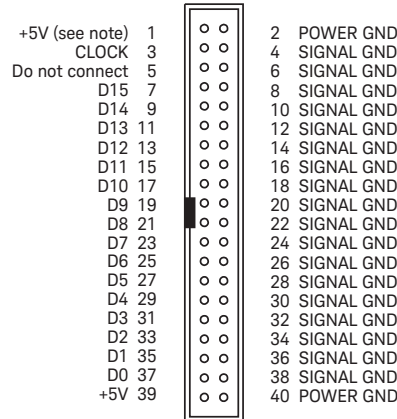 +5V (see note) 1 2 POWER GND
CLOCK 3 4 SIGNAL GND
Do not connect 5 6 SIGNAL GND
D15 7 8 SIGNAL GND
D14 9 10 SIGNAL GND
D13 11 12 SIGNAL GND
D12 13 14 SIGNAL GND
D11 15 16 SIGNAL GND
D10 17 18 SIGNAL GND
D9 19 20 SIGNAL GND
D8 21 22 SIGNAL GND
D7 23 24 SIGNAL GND
D6 25 26 SIGNAL GND
D5 27 28 SIGNAL GND
D4 29 30 SIGNAL GND
D3 31 32 SIGNAL GND
D2 33 34 SIGNAL GND
D1 35 36 SIGNAL GND
D0 37 38 SIGNAL GND
+5V 39 40 POWER GND